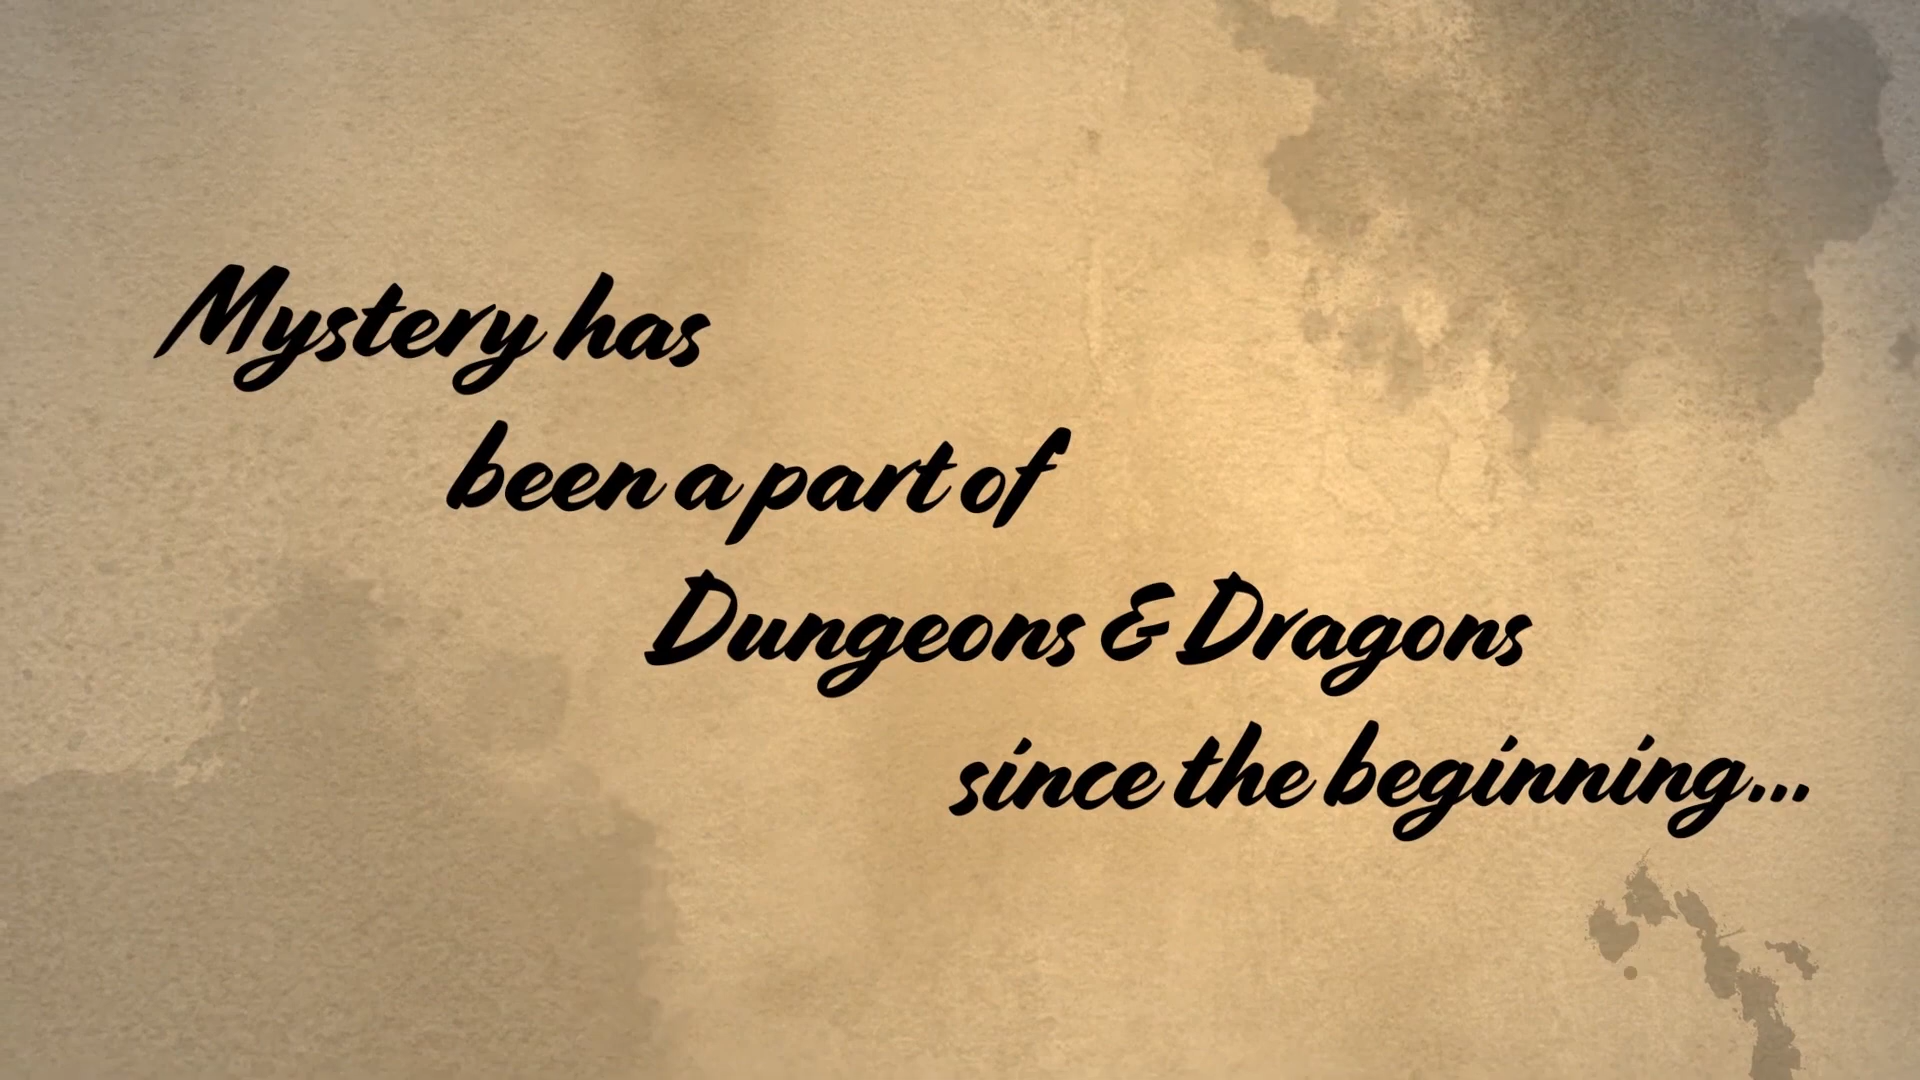 Mystery has
been a part of
Dungeons & Dragons
since the beginning...